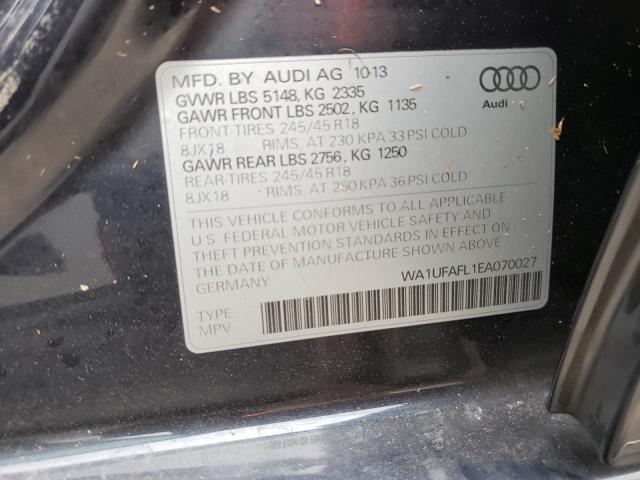 MFD. BY AUDI AG 10-13
GVWR LBS 5148, KG 2335
GAWR FRONT LBS 2502, KG 1135
FRONT-TIRES 245/45 R18
8JX18 RIMS, AT 230 KPA 33 PSI COLD
GAWR REAR LBS 2756, KG 1250
REAR-TIRES 245/45 R18
8JX18 RIMS, AT 250 KPA 36 PSI COLD
Audi
THIS VEHICLE CONFORMS TO ALL APPLICABLE
U.S. FEDERAL MOTOR VEHICLE SAFETY AND
THEFT PREVENTION STANDARDS IN EFFECT ON
THE DATE OF MANUFACTURE SHOWN ABOVE.
GERMANY
WA1UFAFL1EA070027
TYPE:
MPV